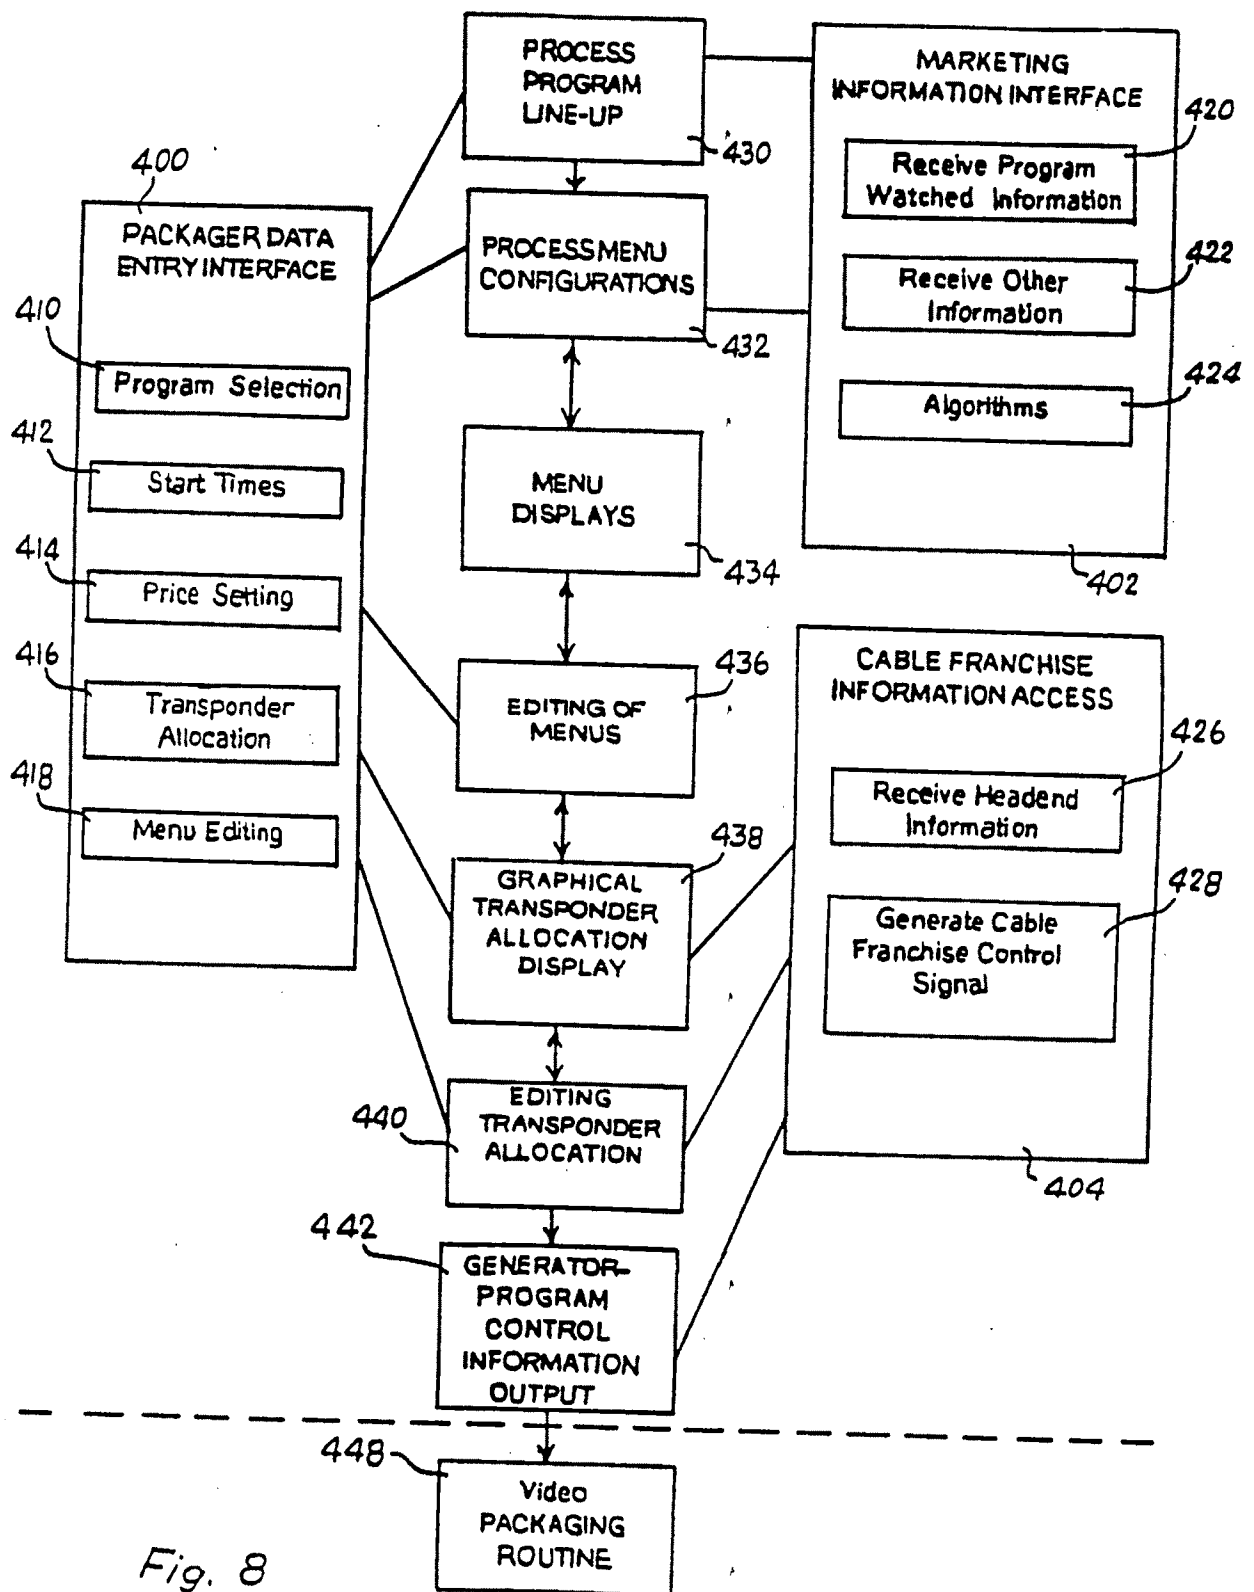 PROCESS
PROGRAM
LINE-UP
430
MARKETING
INFORMATION INTERFACE
420
Receive Program
Watched Information
422
Receive Other
Information
424
Algorithms
402
400
PACKAGER DATA
ENTRY INTERFACE
410
Program Selection
412
Start Times
414
Price Setting
416
Transponder
Allocation
418
Menu Editing
PROCESS MENU
CONFIGURATIONS
432
MENU
DISPLAYS
434
436
EDITING OF
MENUS
438
GRAPHICAL
TRANSPONDER
ALLOCATION
DISPLAY
CABLE FRANCHISE
INFORMATION ACCESS
426
Receive Headend
Information
428
Generate Cable
Franchise Control
Signal
404
440
EDITING
TRANSPONDER
ALLOCATION
442
GENERATOR-
PROGRAM
CONTROL
INFORMATION
OUTPUT
448
Video
PACKAGING
ROUTINE
Fig. 8